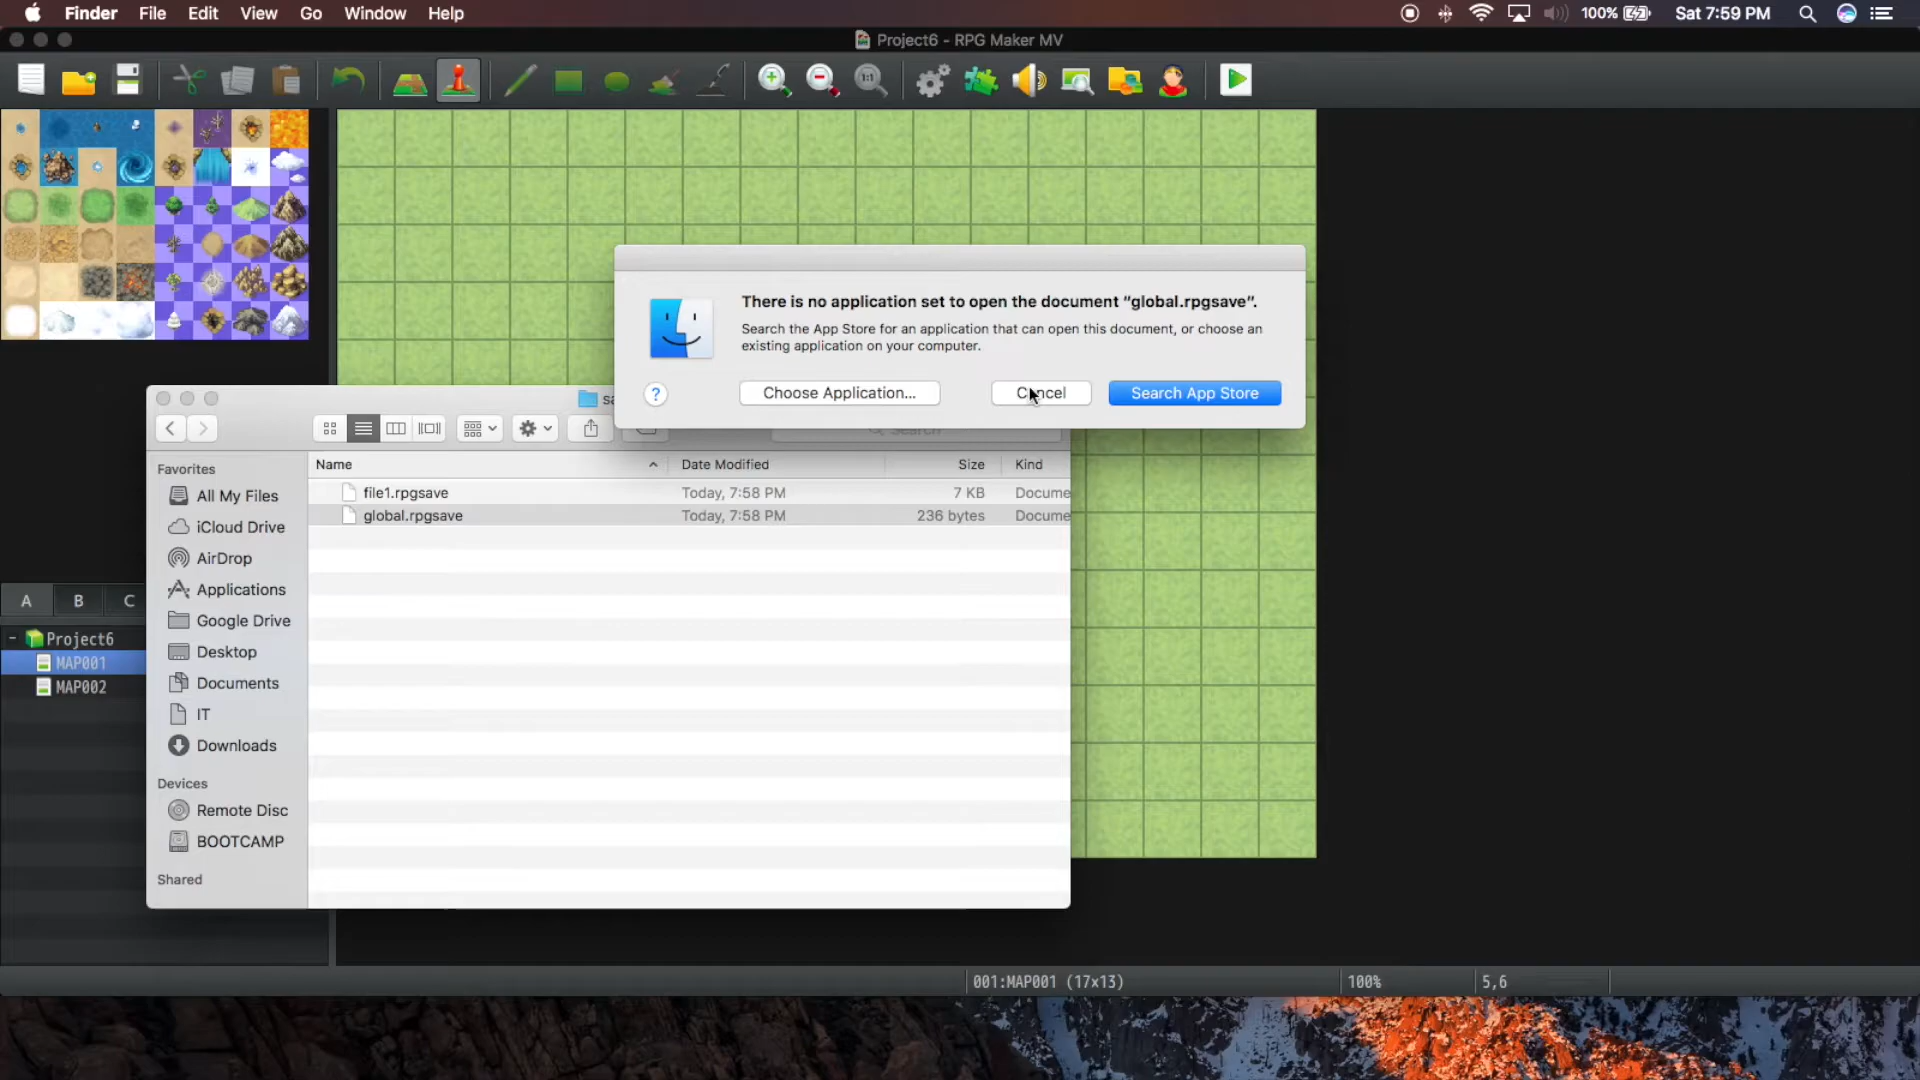 Finder File Edit View Go Window Help
100% Sat 7:59 PM
Project6 - RPG Maker MV
1:1
There is no application set to open the document “global.rpgsave”.
Search the App Store for an application that can open this document, or choose an
existing application on your computer.
? Choose Application... Cancel Search App Store
Search
Favorites
All My Files
iCloud Drive
AirDrop
Applications
Google Drive
Desktop
Documents
IT
Downloads
Devices
Remote Disc
BOOTCAMP
Shared
Name Date Modified Size Kind
file1.rpgsave Today, 7:58 PM 7 KB Docume
global.rpgsave Today, 7:58 PM 236 bytes Docume
A B C
Project6
MAP001
MAP002
001:MAP001 (17x13) 100% 5,6